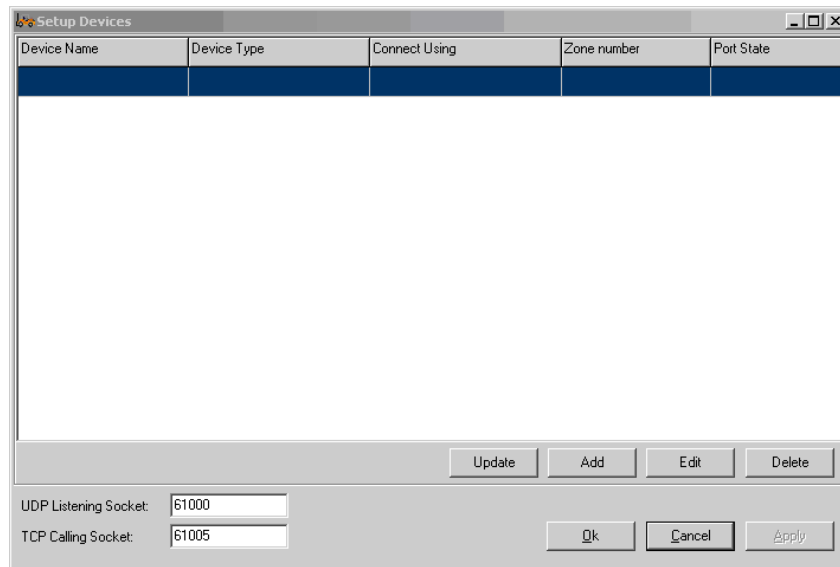 Setup Devices
Device Name Device Type Connect Using Zone number Port State
Update Add Edit Delete
UDP Listening Socket: 61000
TCP Calling Socket: 61005
Ok Cancel Apply